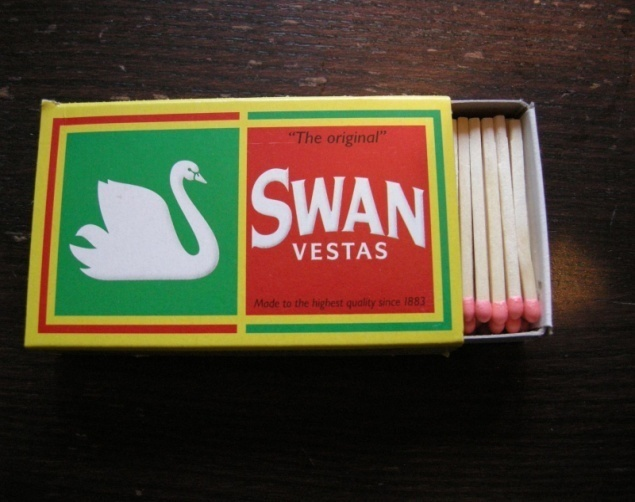 "The original"
SWAN
VESTAS
Made to the highest quality since 1883